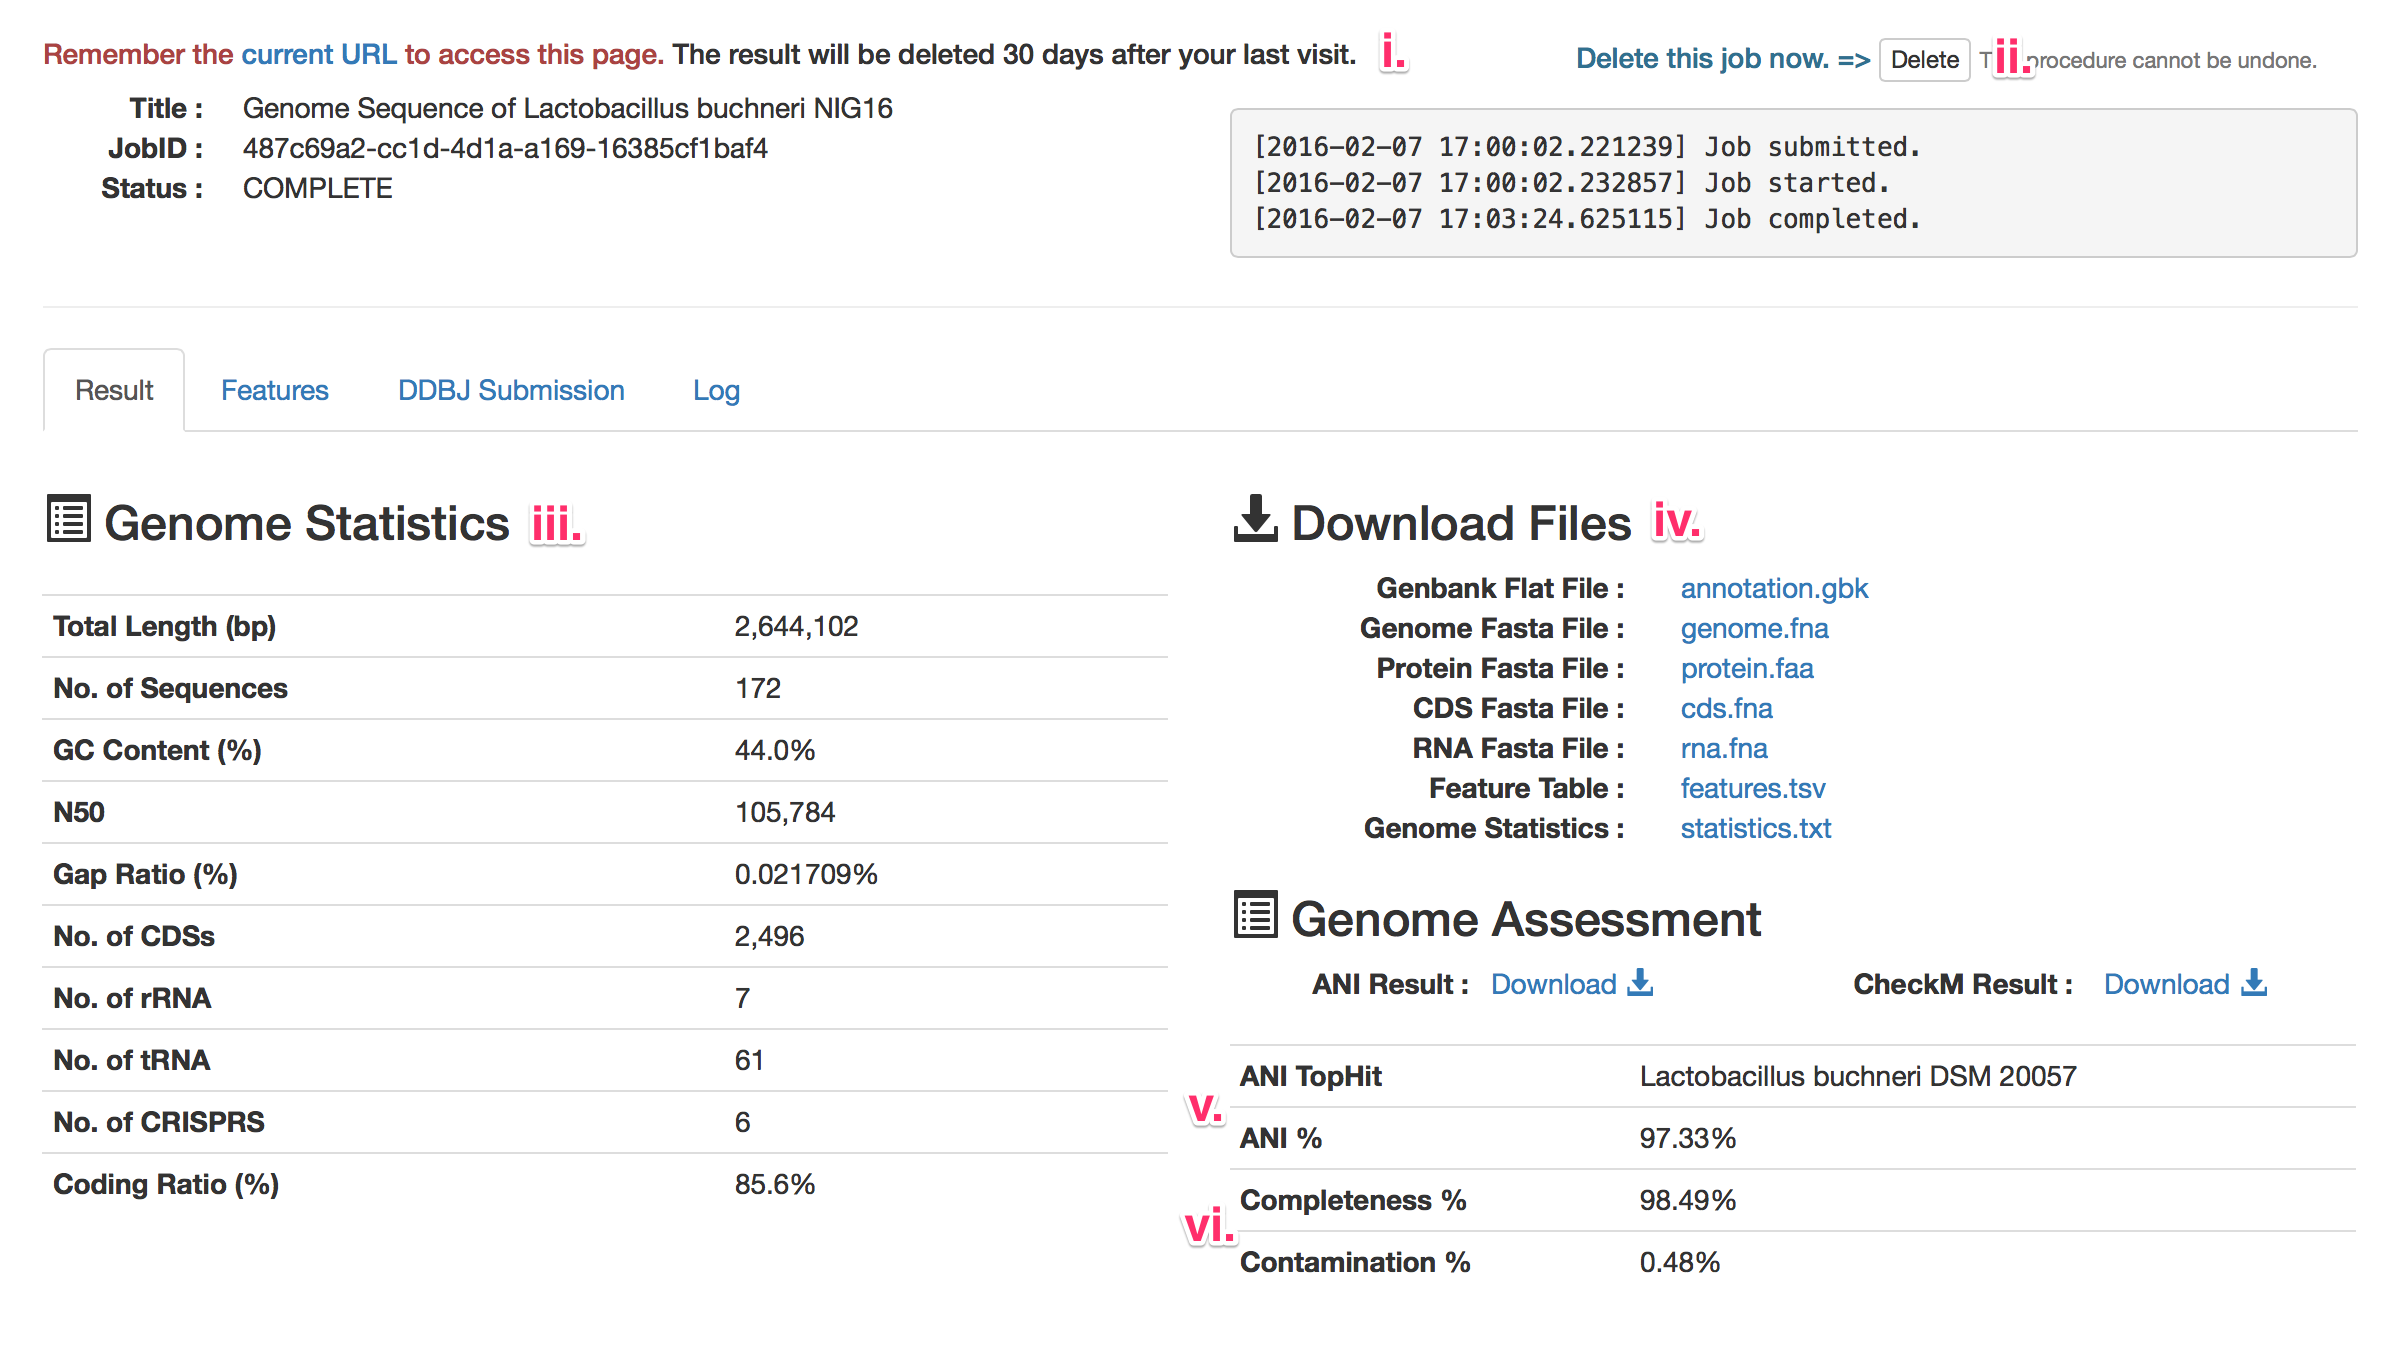 Remember the current URL to access this page. The result will be deleted 30 days after your last visit. i.
Delete this job now. => Delete ii. procedure cannot be undone.
Title : Genome Sequence of Lactobacillus buchneri NIG16
JobID : 487c69a2-cc1d-4d1a-a169-16385cf1baf4
Status : COMPLETE
[2016-02-07 17:00:02.221239] Job submitted.
[2016-02-07 17:00:02.232857] Job started.
[2016-02-07 17:03:24.625115] Job completed.
Result Features DDBJ Submission Log
Genome Statistics iii.
Total Length (bp) 2,644,102
No. of Sequences 172
GC Content (%) 44.0%
N50 105,784
Gap Ratio (%) 0.021709%
No. of CDSs 2,496
No. of rRNA 7
No. of tRNA 61
No. of CRISPRS 6
Coding Ratio (%) 85.6%
Download Files iv.
Genbank Flat File : annotation.gbk
Genome Fasta File : genome.fna
Protein Fasta File : protein.faa
CDS Fasta File : cds.fna
RNA Fasta File : rna.fna
Feature Table : features.tsv
Genome Statistics : statistics.txt
Genome Assessment
ANI Result : Download CheckM Result : Download
ANI TopHit Lactobacillus buchneri DSM 20057
v.
ANI % 97.33%
Completeness % 98.49%
vi.
Contamination % 0.48%